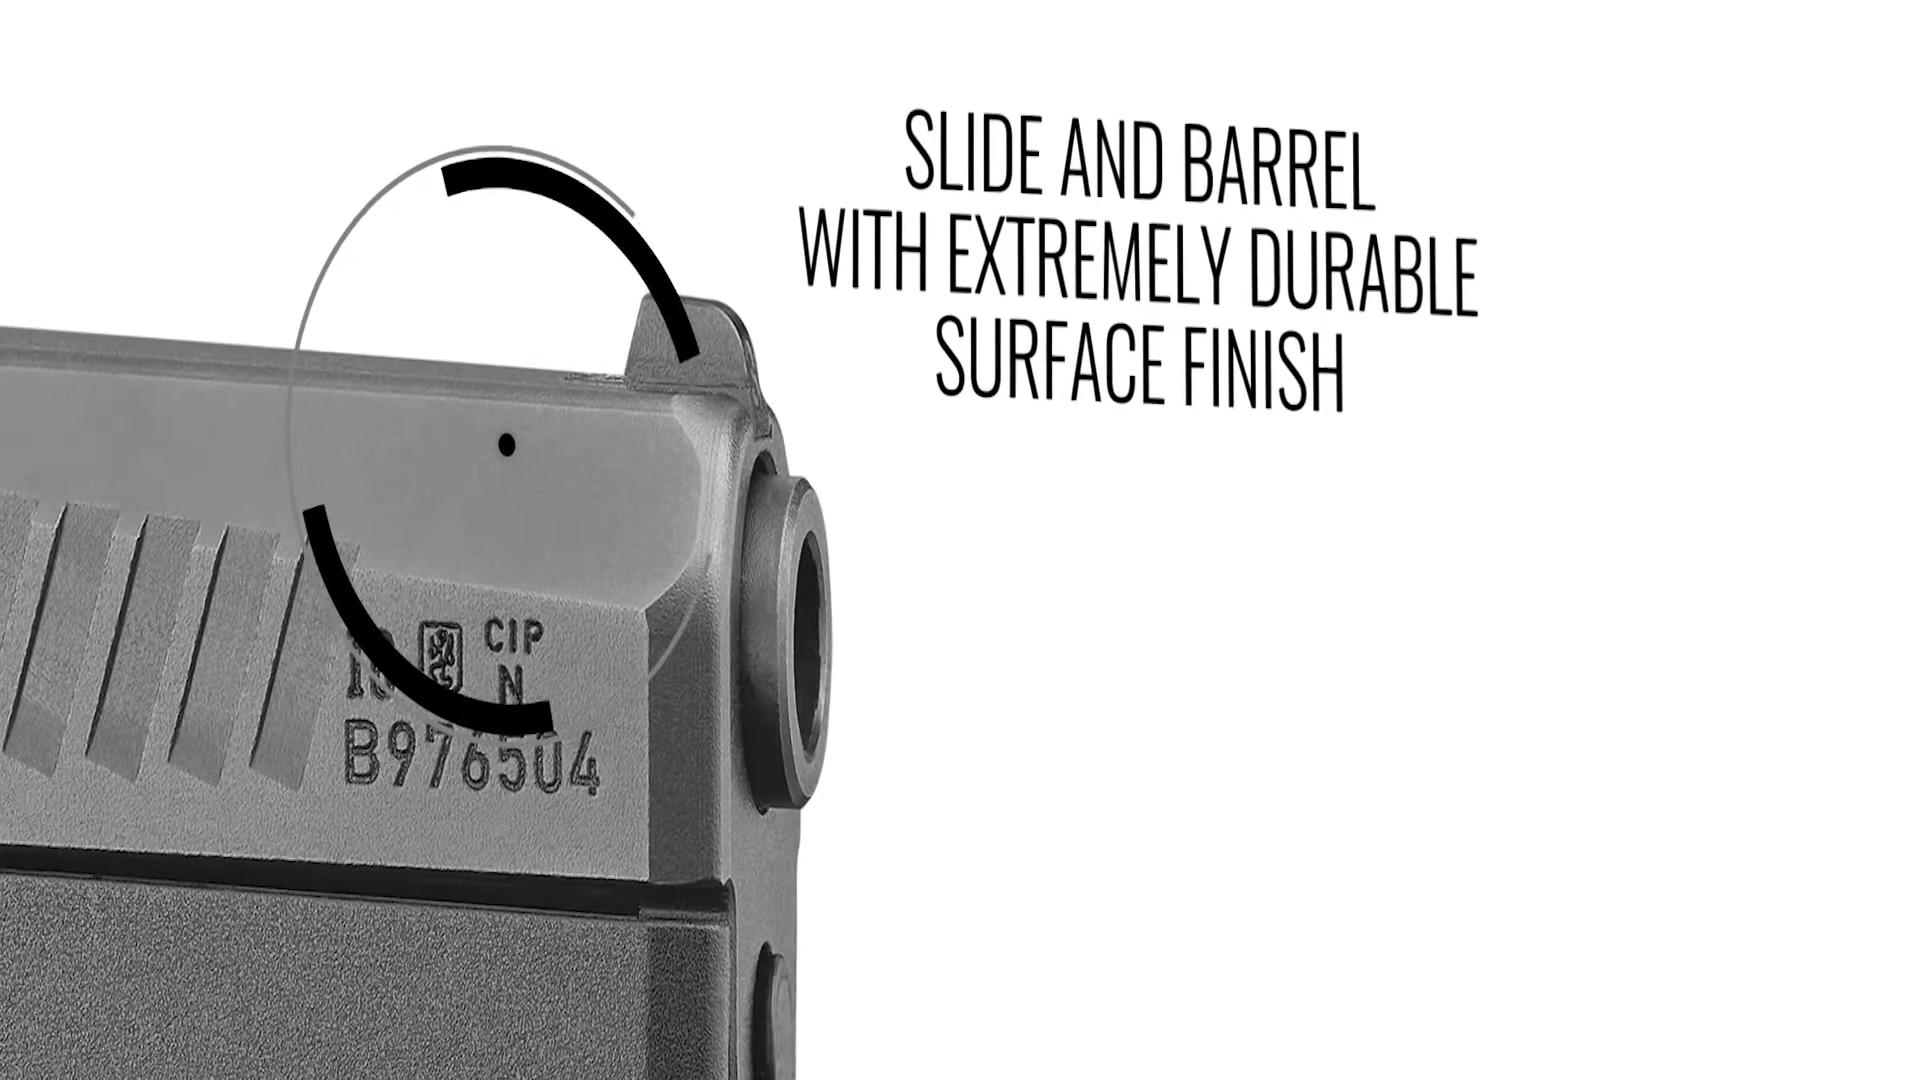 SLIDE AND BARREL
WITH EXTREMELY DURABLE
SURFACE FINISH
CIP
N
B976504